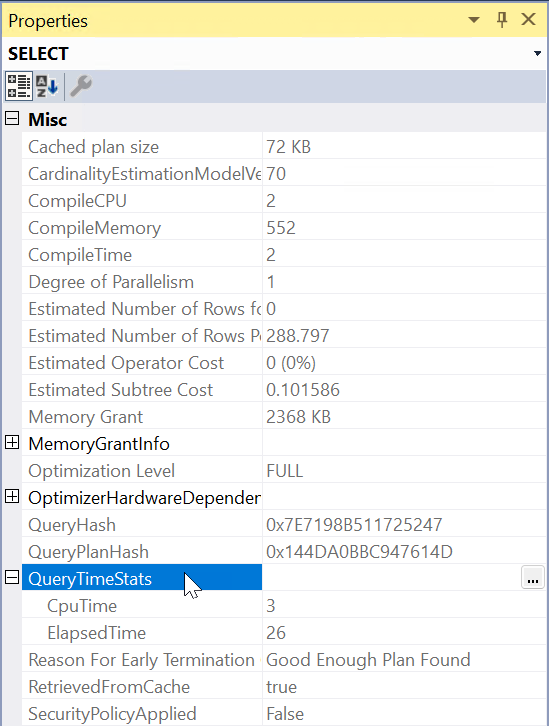 Properties
SELECT
Misc
Cached plan size 72 KB
CardinalityEstimationModelVe 70
CompileCPU 2
CompileMemory 552
CompileTime 2
Degree of Parallelism 1
Estimated Number of Rows fo 0
Estimated Number of Rows Pe 288.797
Estimated Operator Cost 0 (0%)
Estimated Subtree Cost 0.101586
Memory Grant 2368 KB
MemoryGrantInfo
Optimization Level FULL
OptimizerHardwareDependen
QueryHash 0x7E7198B511725247
QueryPlanHash 0x144DA0BBC947614D
QueryTimeStats ...
CpuTime 3
ElapsedTime 26
Reason For Early Termination Good Enough Plan Found
RetrievedFromCache true
SecurityPolicyApplied False